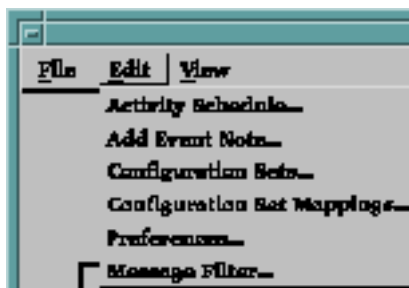 File Edit View
Activity Schedule...
Add Event Note...
Configuration Sets...
Configuration Set Mappings...
Preferences...
Message Filter...